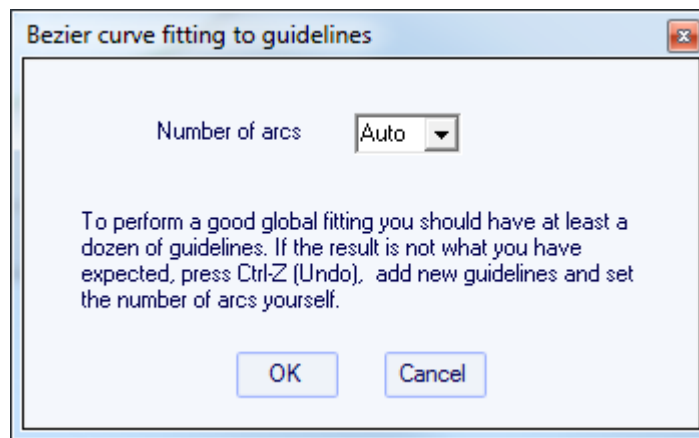 Bezier curve fitting to guidelines
Number of arcs Auto
To perform a good global fitting you should have at least a
dozen of guidelines. If the result is not what you have
expected, press Ctrl-Z (Undo), add new guidelines and set
the number of arcs yourself.
OK Cancel